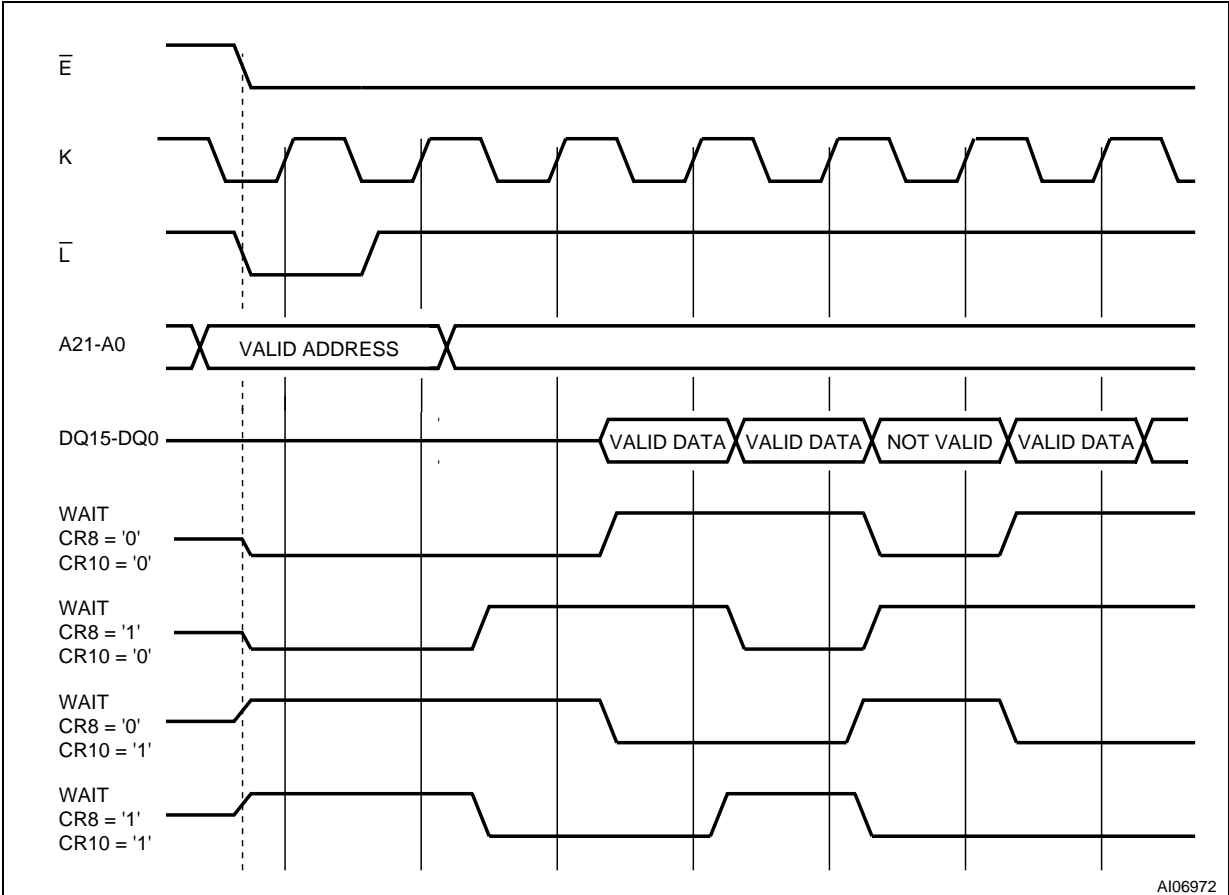 E̅
K
L̅
A21-A0
VALID ADDRESS
DQ15-DQ0
VALID DATA VALID DATA NOT VALID VALID DATA
WAIT
CR8 = '0'
CR10 = '0'
WAIT
CR8 = '1'
CR10 = '0'
WAIT
CR8 = '0'
CR10 = '1'
WAIT
CR8 = '1'
CR10 = '1'
AI06972